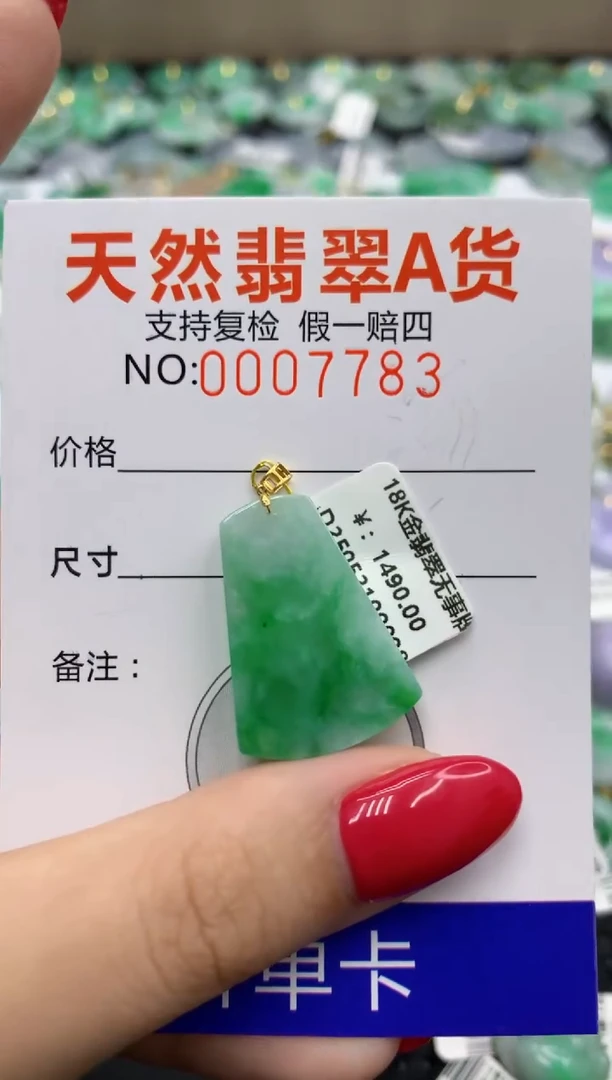 天然翡翠A货
支持复检 假一赔四
NO:0007783
价格
尺寸
备注：
18K金翡翠无事牌
￥：1490.00
单卡